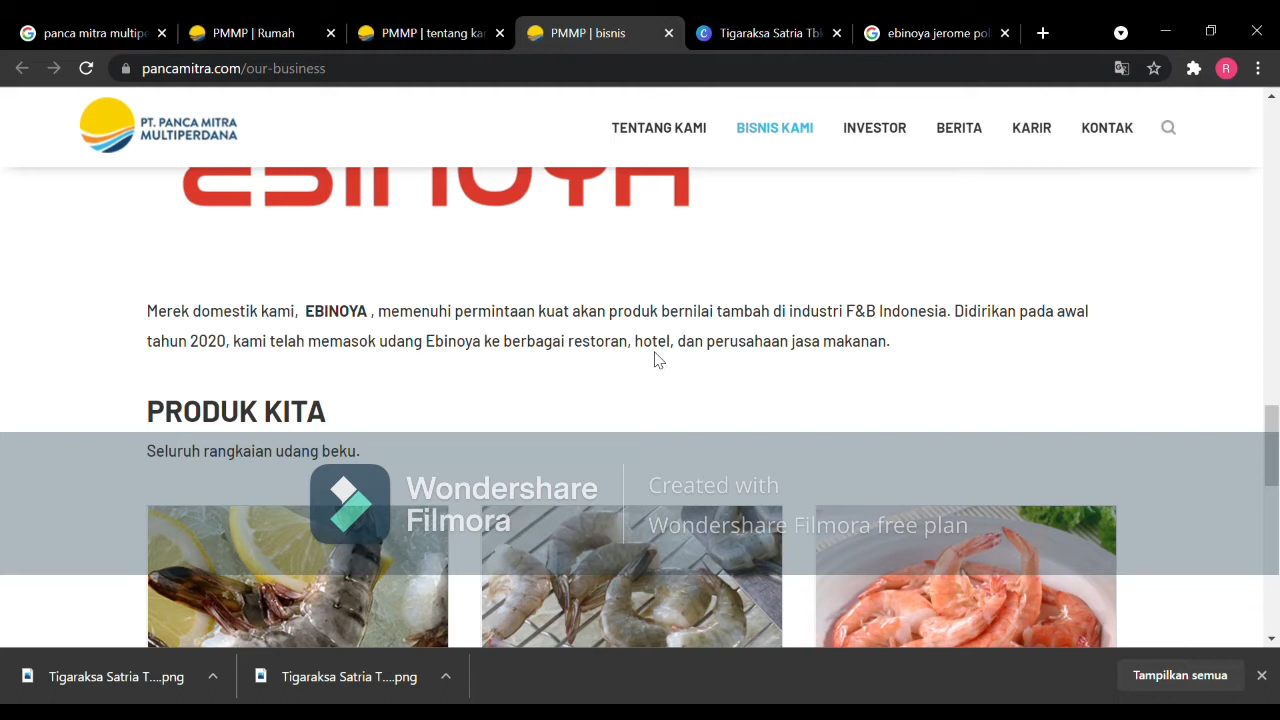 panca mitra multipe
PMMP | Rumah
PMMP | tentang kan
PMMP | bisnis
Tigaraksa Satria Tbk
ebinoya jerome pol
pancamitra.com/our-business
R
PT. PANCA MITRA
MULTIPERDANA
TENTANG KAMI
BISNIS KAMI
INVESTOR
BERITA
KARIR
KONTAK
EBINOYA
Merek domestik kami, EBINOYA , memenuhi permintaan kuat akan produk bernilai tambah di industri F&B Indonesia. Didirikan pada awal
tahun 2020, kami telah memasok udang Ebinoya ke berbagai restoran, hotel, dan perusahaan jasa makanan.
PRODUK KITA
Seluruh rangkaian udang beku.
Wondershare
Filmora
Created with
Wondershare Filmora free plan
Tigaraksa Satria T....png
Tigaraksa Satria T....png
Tampilkan semua